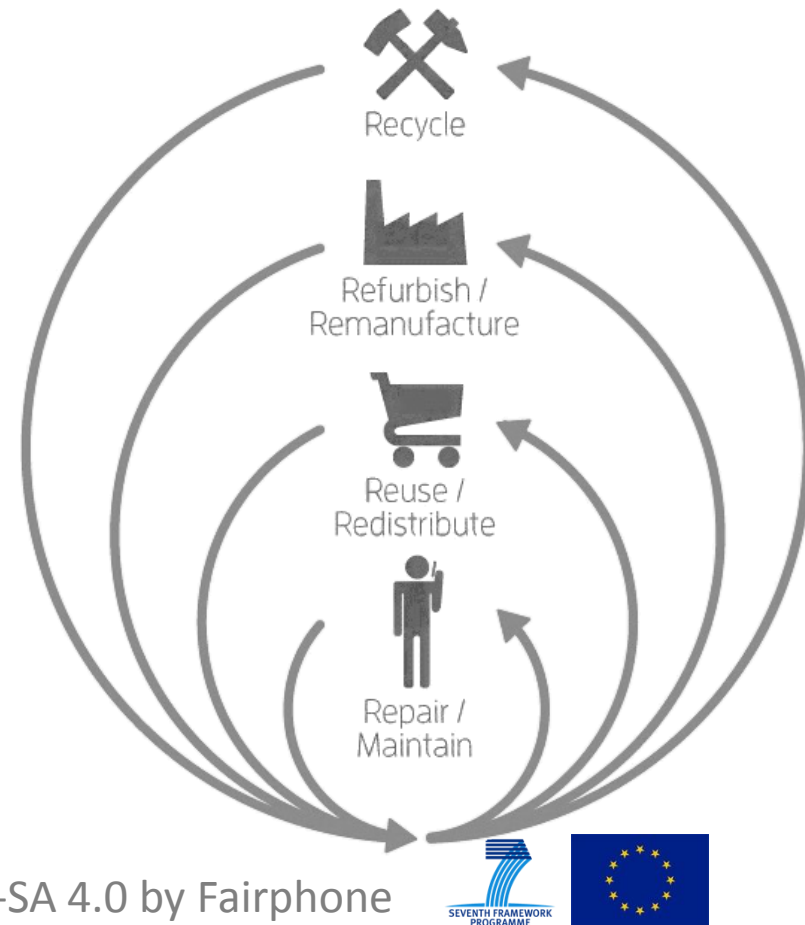 Recycle
Refurbish /
Remanufacture
Reuse /
Redistribute
Repair /
Maintain
-SA 4.0 by Fairphone
SEVENTH FRAMEWORK
PROGRAMME